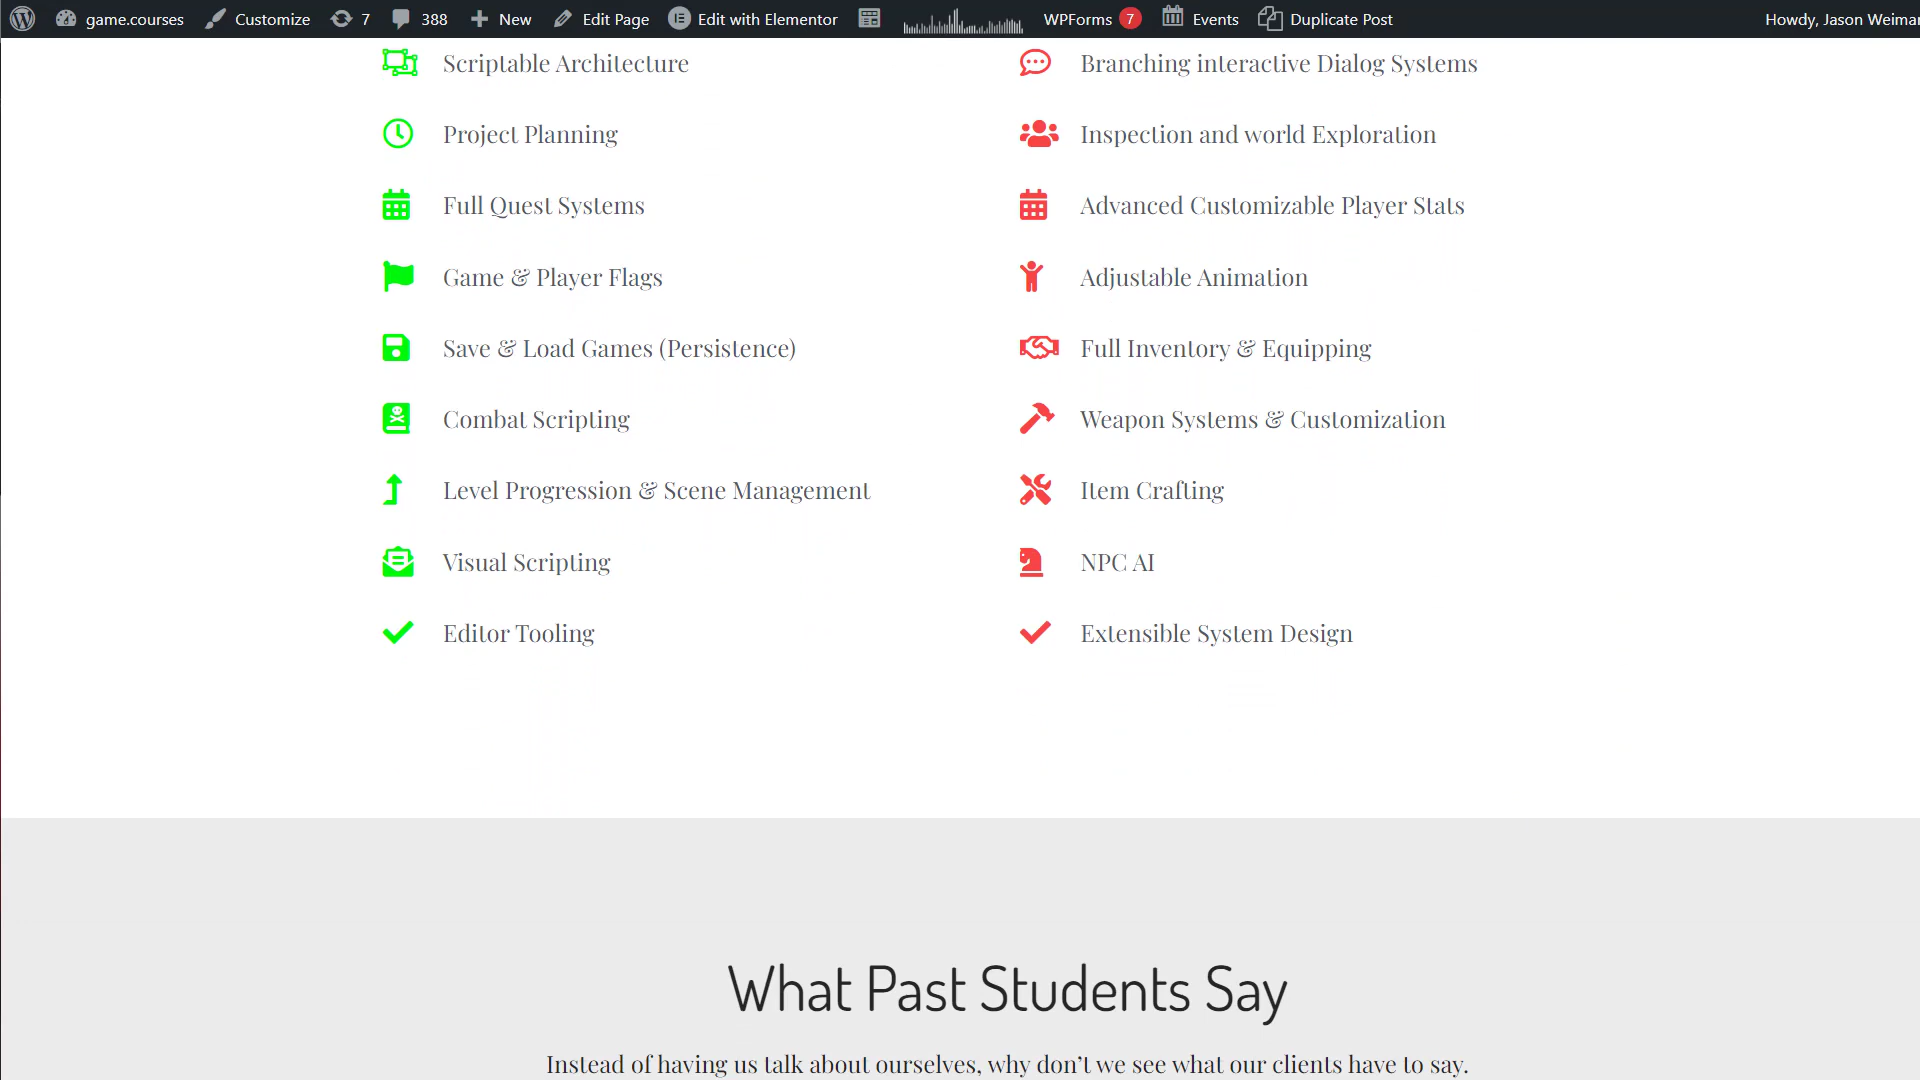 game.courses Customize 7 388 New Edit Page Edit with Elementor WPForms 7 Events Duplicate Post Howdy, Jason
Scriptable Architecture
Project Planning
Full Quest Systems
Game & Player Flags
Save & Load Games (Persistence)
Combat Scripting
Level Progression & Scene Management
Visual Scripting
Editor Tooling
Branching interactive Dialog Systems
Inspection and world Exploration
Advanced Customizable Player Stats
Adjustable Animation
Full Inventory & Equipping
Weapon Systems & Customization
Item Crafting
NPC AI
Extensible System Design
What Past Students Say
Instead of having us talk about ourselves, why don't we see what our clients have to say.